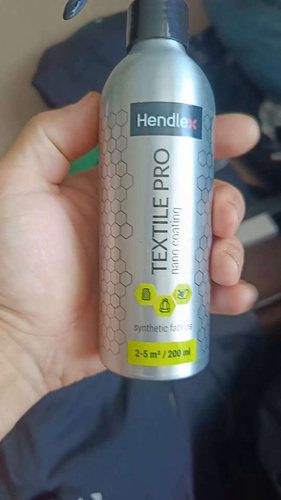 Hendlex
TEXTILE PRO
nano coating
synthetic fabrics
2-5 m² / 200 ml